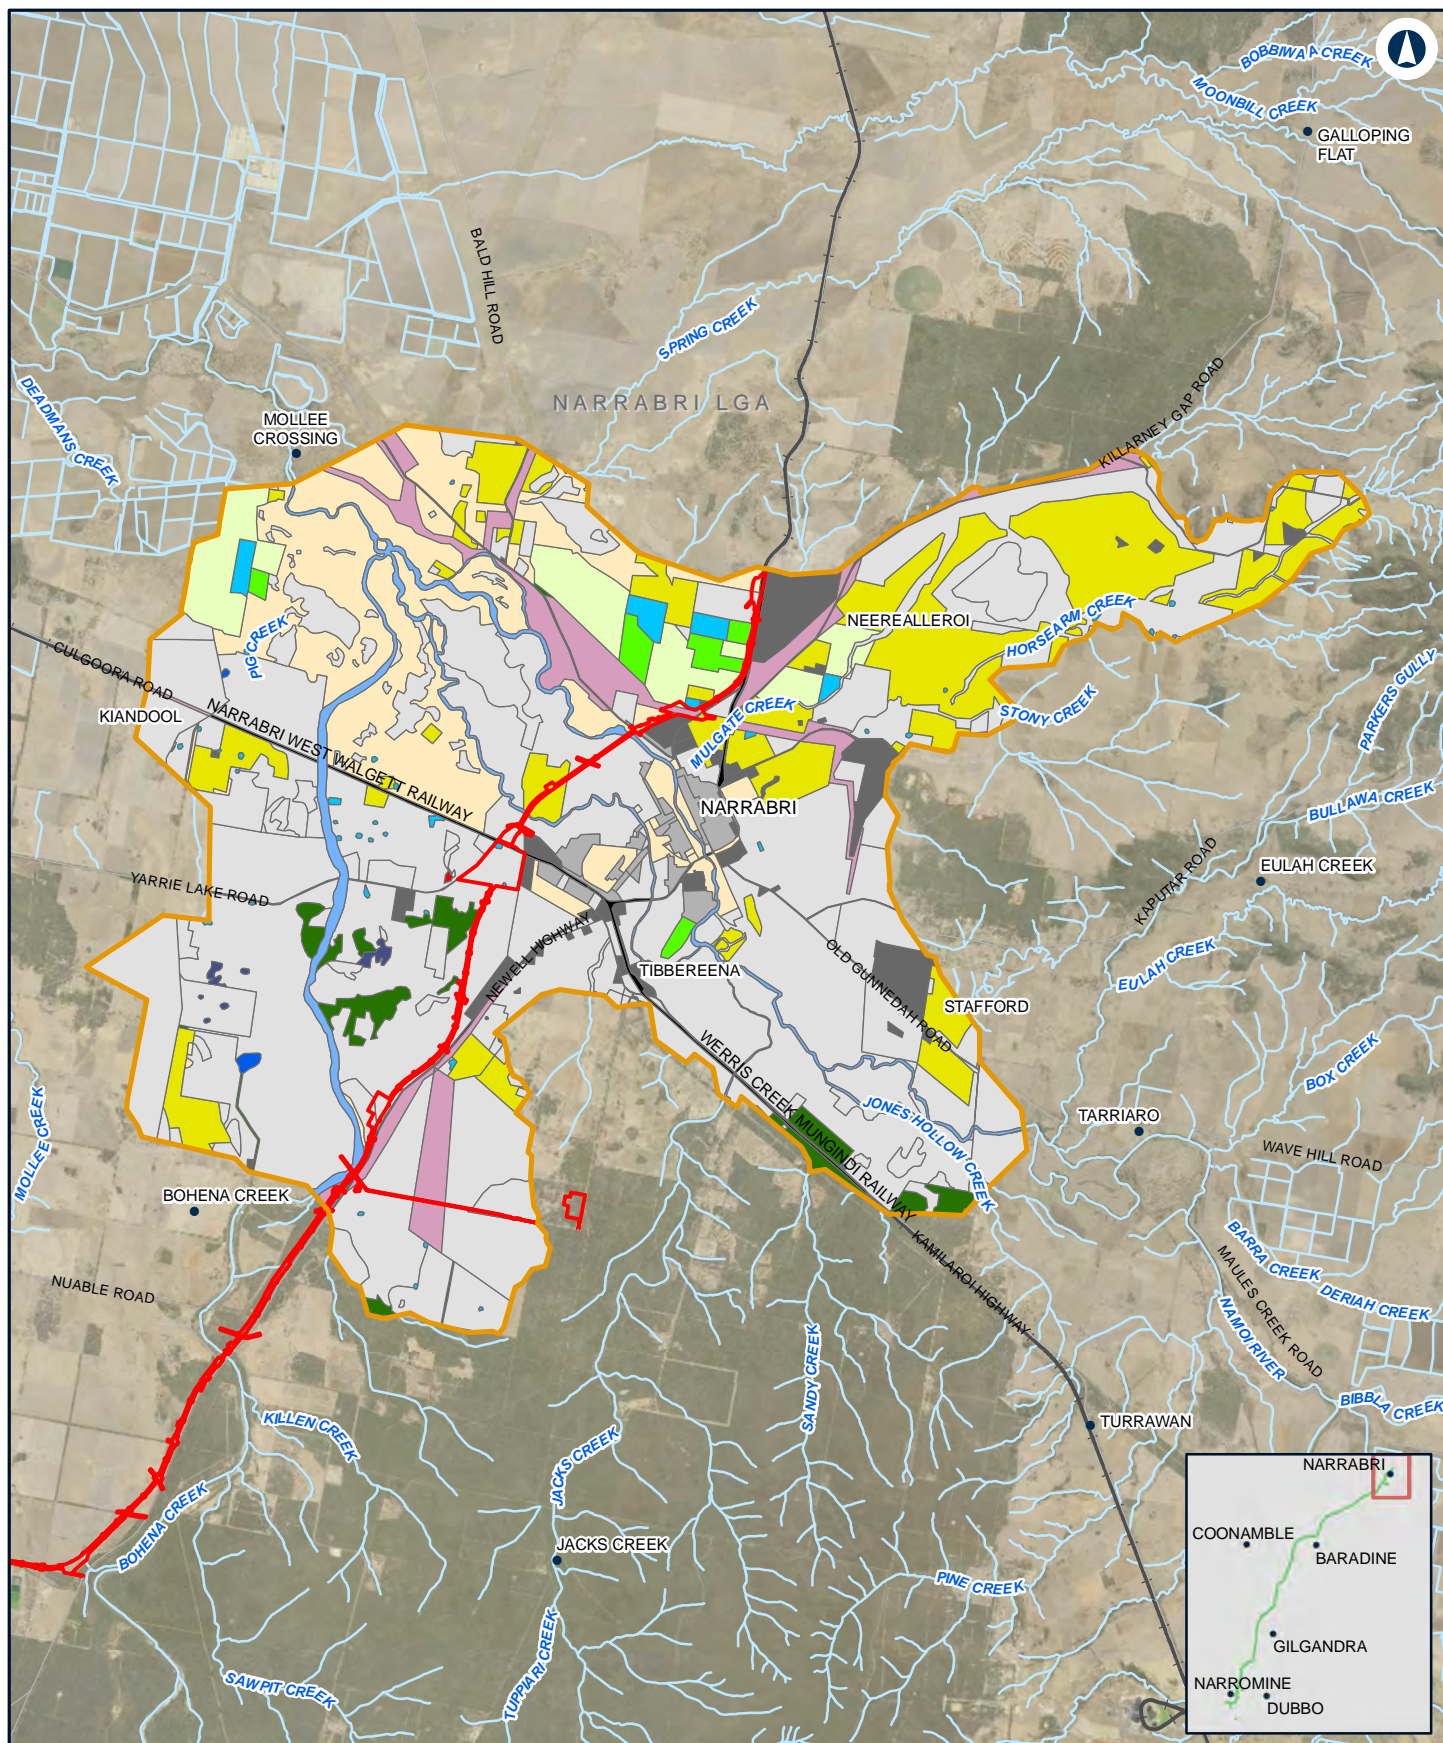 BOBBIWAA CREEK
MOONBILL CREEK
GALLOPING
FLAT
BALD HILL ROAD
SPRING CREEK
KILLARNEY GAP ROAD
DEADMANS CREEK
NARRABRI LGA
MOLLEE
CROSSING
NEEREALLEROI
HORSEARM CREEK
PIG CREEK
CULGOORA ROAD
KIANDOOL
STONY CREEK
PARKERS GULLY
MULGATE CREEK
NARRABRI WEST WALGETT RAILWAY
NARRABRI
BULLAWA CREEK
KAPUTAR ROAD
EULAH CREEK
YARRIE LAKE ROAD
NEWELL HIGHWAY
TIBBEREENA
OLD GUNNEDAH ROAD
EULAH CREEK
STAFFORD
WERRIS CREEK MUNGINDI RAILWAY
BOX CREEK
JONES HOLLOW CREEK
TARRIARO
MOLLEE CREEK
WAVE HILL ROAD
BOHENA CREEK
KAMILAROI HIGHWAY
BARRA CREEK
MAULES CREEK ROAD
DERIAH CREEK
NUABLE ROAD
NAMOI RIVER
SANDY CREEK
BIBBLA CREEK
KILLEN CREEK
TURRAWAN
JACKS CREEK
BOHENA CREEK
JACKS CREEK
PINE CREEK
SAWPIT CREEK
TUPPIARI CREEK
NARRABRI
COONAMBLE
BARADINE
GILGANDRA
NARROMINE
DUBBO